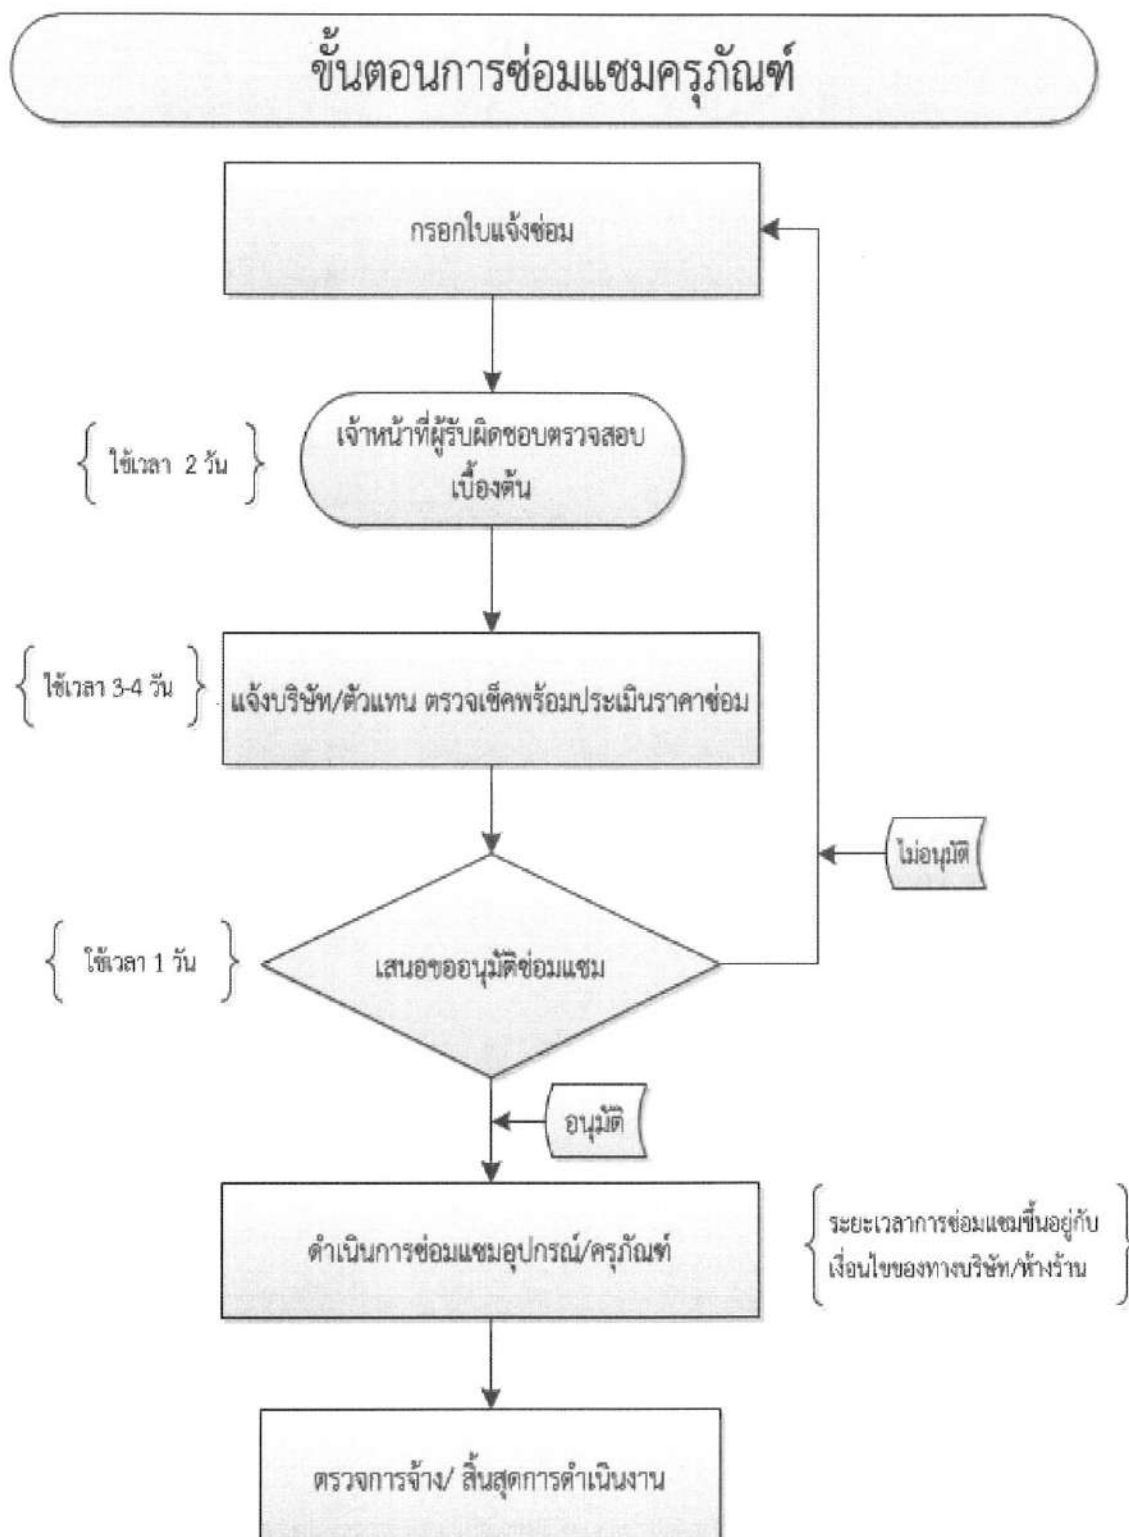 ขั้นตอนการซ่อมแซมครุภัณฑ์
กรอกใบแจ้งซ่อม
เจ้าหน้าที่ผู้รับผิดชอบตรวจสอบ
เบื้องต้น
ใช้เวลา 2 วัน
ใช้เวลา 3-4 วัน
แจ้งบริษัท/ตัวแทน ตรวจเช็คพร้อมประเมินราคาซ่อม
ไม่อนุมัติ
ใช้เวลา 1 วัน
เสนอขออนุมัติซ่อมแซม
อนุมัติ
ดำเนินการซ่อมแซมอุปกรณ์/ครุภัณฑ์
ระยะเวลาการซ่อมแซมขึ้นอยู่กับ
เงื่อนไขของทางบริษัท/ห้างร้าน
ตรวจการจ้าง/ สิ้นสุดการดำเนินงาน